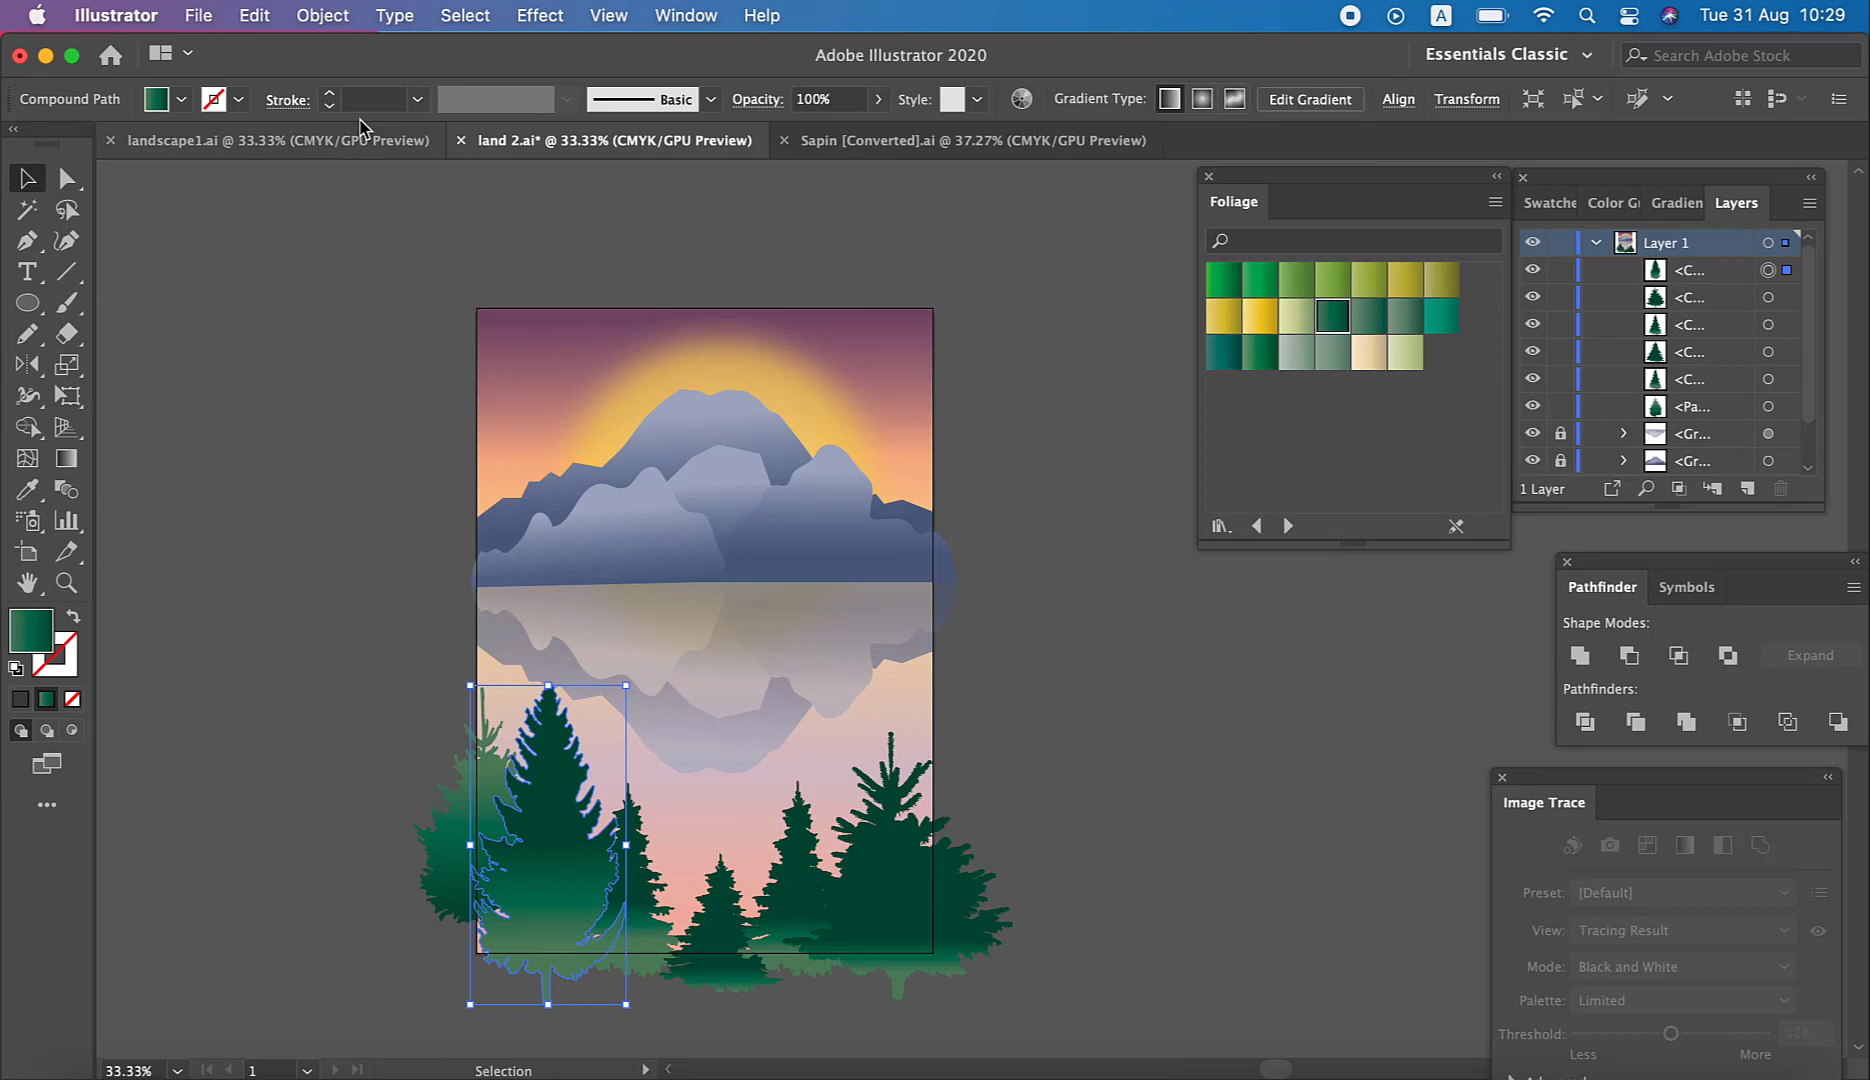 Illustrator File Edit Object Type Select Effect View Window Help A Tue 31 Aug 10:29
Adobe Illustrator 2020 Essentials Classic Search Adobe Stock
Compound Path Stroke: Basic Opacity: 100% Style: Gradient Type: Edit Gradient Align Transform
landscape1.ai @ 33.33% (CMYK/GPU Preview) land 2.ai* @ 33.33% (CMYK/GPU Preview) Sapin [Converted].ai @ 37.27% (CMYK/GPU Preview)
Foliage
Swatche Color G Gradien Layers
Layer 1
<C...
<C...
<C...
<C...
<C...
<Pa...
<Gr...
<Gr...
1 Layer
Pathfinder Symbols
Shape Modes:
Expand
Pathfinders:
Image Trace
Preset: [Default]
View: Tracing Result
Mode: Black and White
Palette: Limited
Threshold: 128
Less More
33.33% 1 Selection